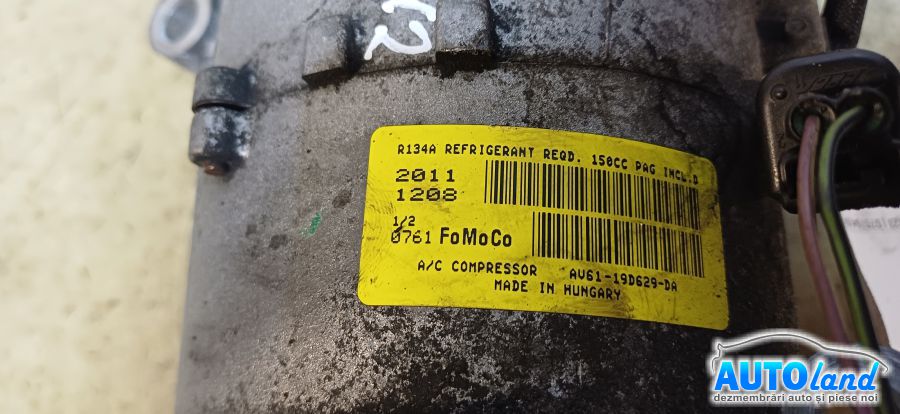 12
R134A REFRIGERANT REQD. 150CC PAG INCL.D
2011
1208
1/2
0761 FoMoCo
A/C COMPRESSOR AV61-19D629-DA
MADE IN HUNGARY
AUTOland
dezmembrări auto și piese noi